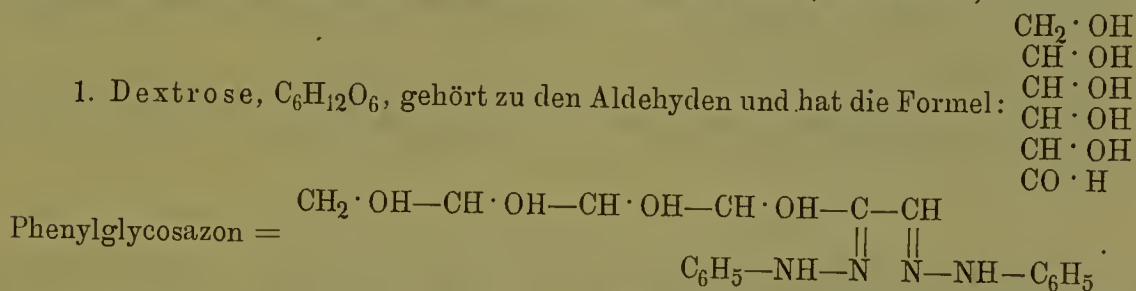 CH₂ · OH
CH · OH
1. Dextrose, C₆H₁₂O₆, gehört zu den Aldehyden und hat die Formel: CH · OH
CH · OH
CH · OH
CO · H
CH₂ · OH—CH · OH—CH · OH—CH · OH—C—CH
Phenylglycosazon =
|| ||
C₆H₅—NH—N N—NH—C₆H₅.